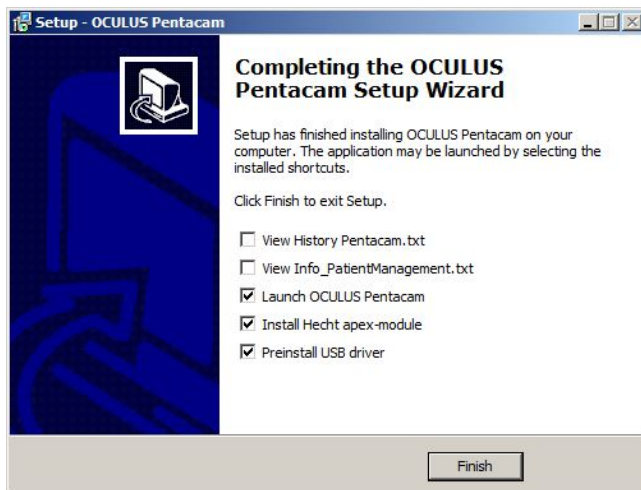 Setup - OCULUS Pentacam
Completing the OCULUS
Pentacam Setup Wizard
Setup has finished installing OCULUS Pentacam on your
computer. The application may be launched by selecting the
installed shortcuts.
Click Finish to exit Setup.
View History Pentacam.txt
View Info_PatientManagement.txt
Launch OCULUS Pentacam
Install Hecht apex-module
Preinstall USB driver
Finish